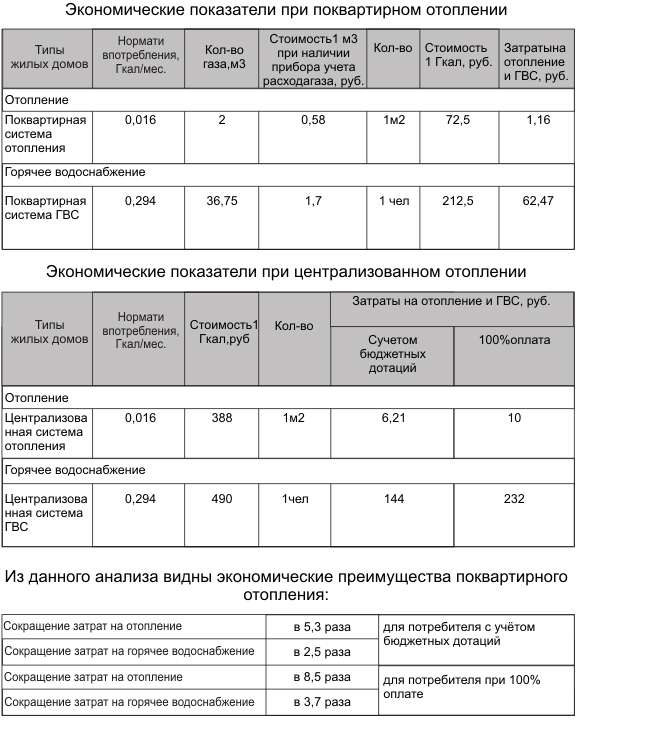 Экономические показатели при поквартирном отоплении
Типы
жилых домов
Нормати
впотребления,
Гкал/мес.
Кол-во
газа,м3
Стоимость1 м3
при наличии
прибора учета
расходагаза, руб.
Кол-во
Стоимость
1 Гкал, руб.
Затратына
отопление
и ГВС, руб.
Отопление
Поквартирная
система
отопления
0,016
2
0,58
1м2
72,5
1,16
Горячее водоснабжение
Поквартирная
система ГВС
0,294
36,75
1,7
1 чел
212,5
62,47
Экономические показатели при централизованном отоплении
Типы
жилых домов
Нормати
впотребления,
Гкал/мес.
Стоимость1
Гкал,руб
Кол-во
Затраты на отопление и ГВС, руб.
Сучетом
бюджетных
дотаций
100%оплата
Отопление
Централизова
нная система
отопления
0,016
388
1м2
6,21
10
Горячее водоснабжение
Централизова
нная система
ГВС
0,294
490
1чел
144
232
Из данного анализа видны экономические преимущества поквартирного
отопления:
Сокращение затрат на отопление
в 5,3 раза
для потребителя с учётом
бюджетных дотаций
Сокращение затрат на горячее водоснабжение
в 2,5 раза
Сокращение затрат на отопление
в 8,5 раза
для потребителя при 100%
оплате
Сокращение затрат на горячее водоснабжение
в 3,7 раза